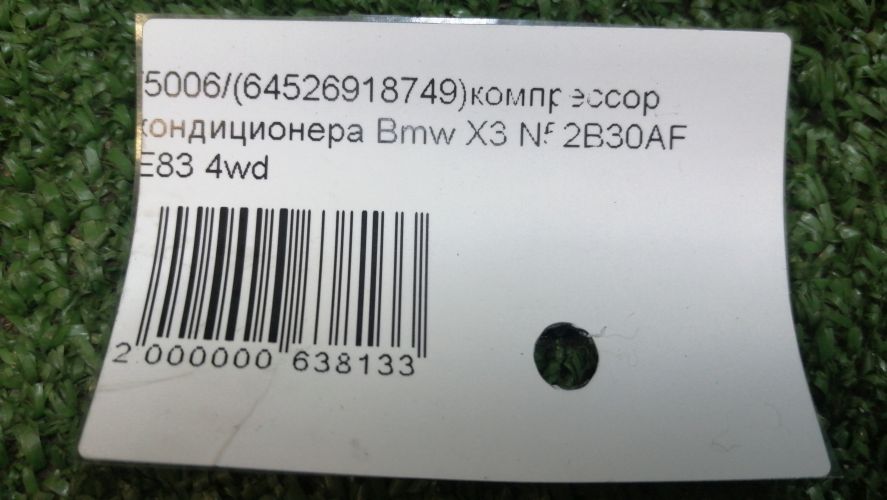 5006/(64526918749)компрессор
кондиционера Bmw X3 N52B30AF
E83 4wd
2 000000 638133